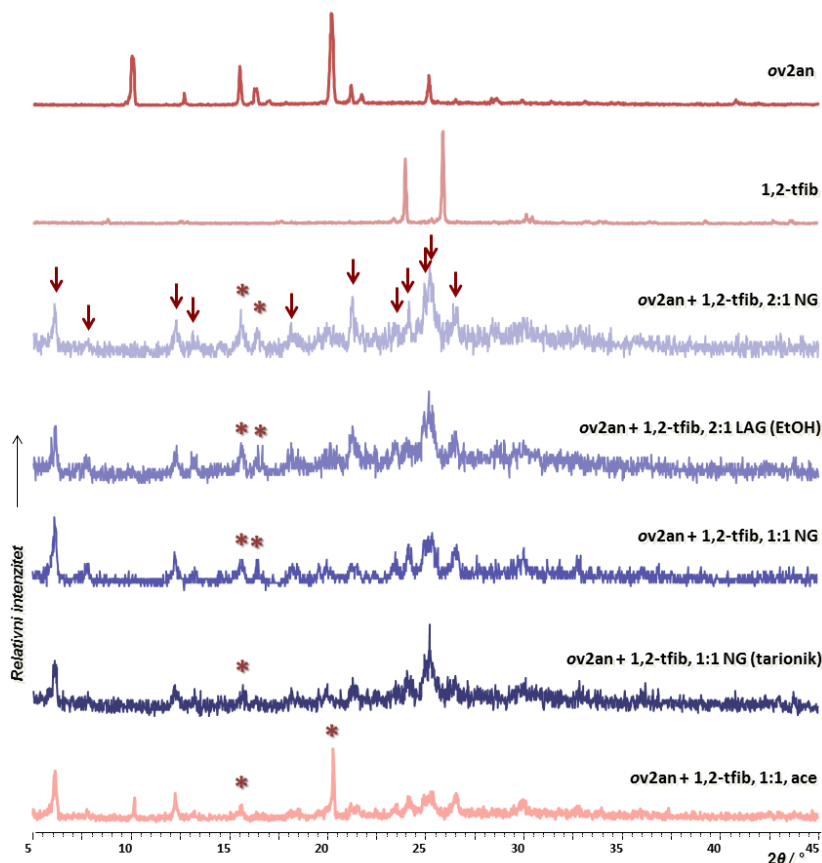 ov2an
1,2-tfib
* *
ov2an + 1,2-tfib, 2:1 NG
* *
ov2an + 1,2-tfib, 2:1 LAG (EtOH)
* *
ov2an + 1,2-tfib, 1:1 NG
*
ov2an + 1,2-tfib, 1:1 NG (tarionik)
* *
ov2an + 1,2-tfib, 1:1, ace
Relativni intenzitet
5 10 15 20 25 30 35 40 45
2θ / °